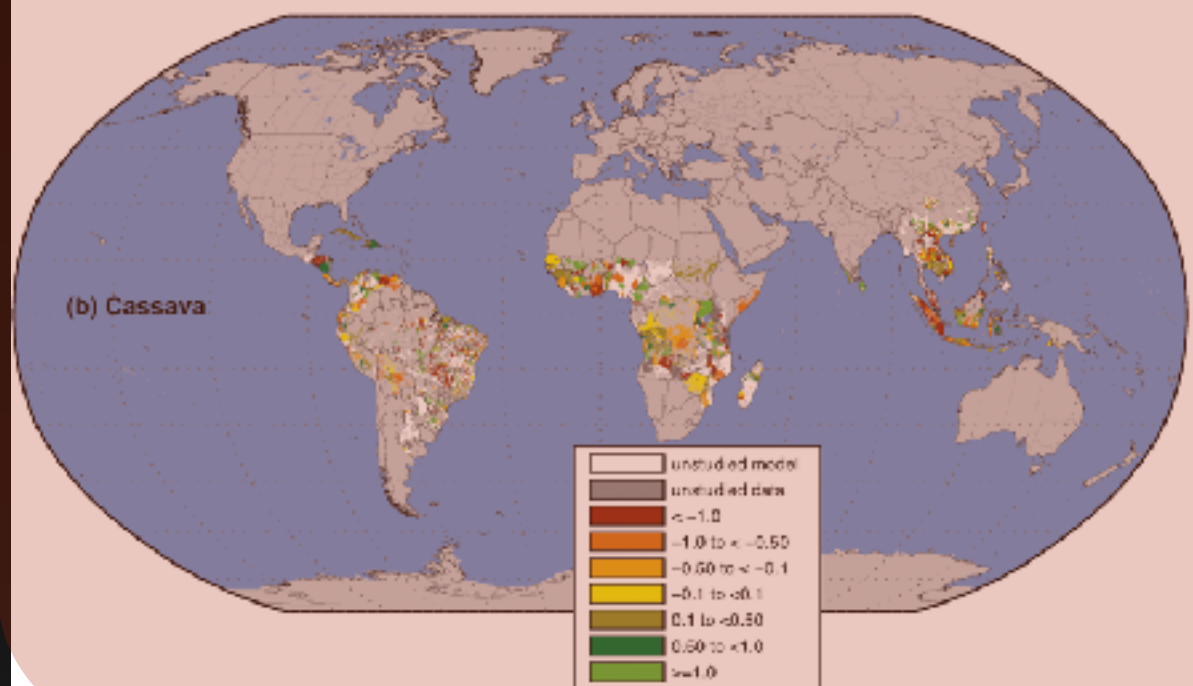 (b) Cassava
unstudied model
unstudied data
< -1.0
-1.0 to < -0.50
-0.50 to < -0.1
-0.1 to <0.1
0.1 to <0.50
0.50 to <1.0
>=1.0